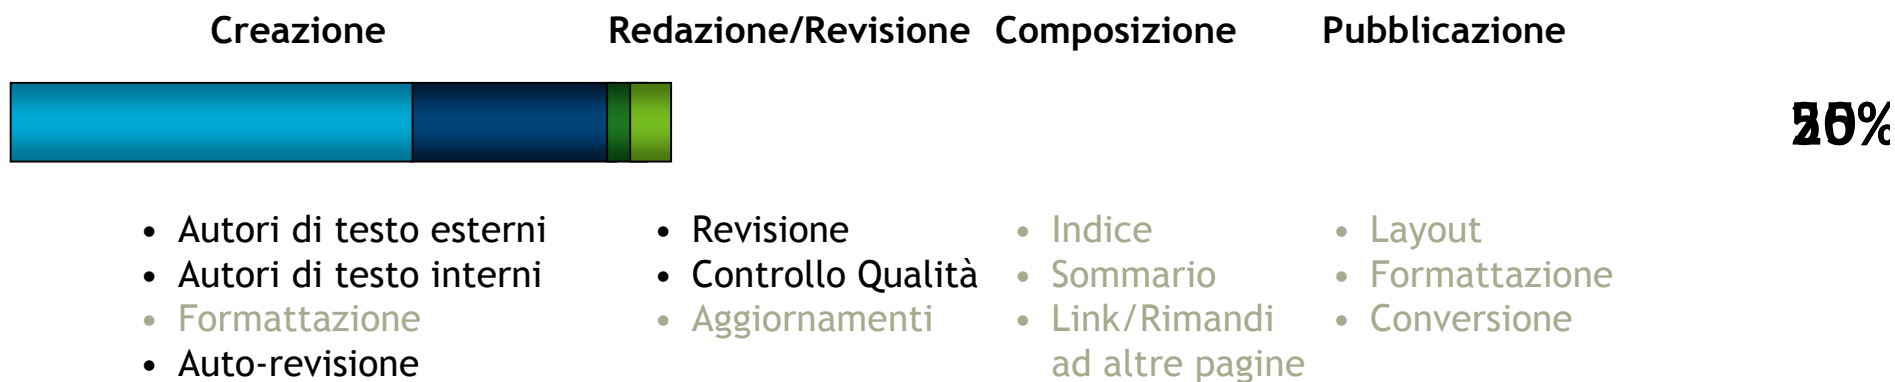 Creazione
Redazione/Revisione
Composizione
Pubblicazione
• Autori di testo esterni
• Autori di testo interni
• Formattazione
• Auto-revisione
• Revisione
• Controllo Qualità
• Aggiornamenti
• Indice
• Sommario
• Link/Rimandi
ad altre pagine
• Layout
• Formattazione
• Conversione